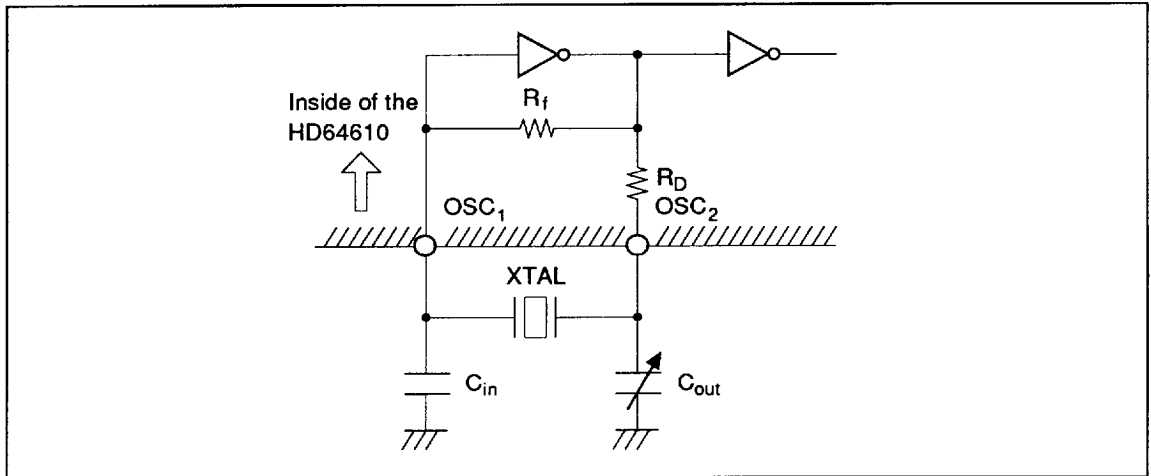 R_f
Inside of the
HD64610
R_D
OSC_1
OSC_2
XTAL
C_in
C_out